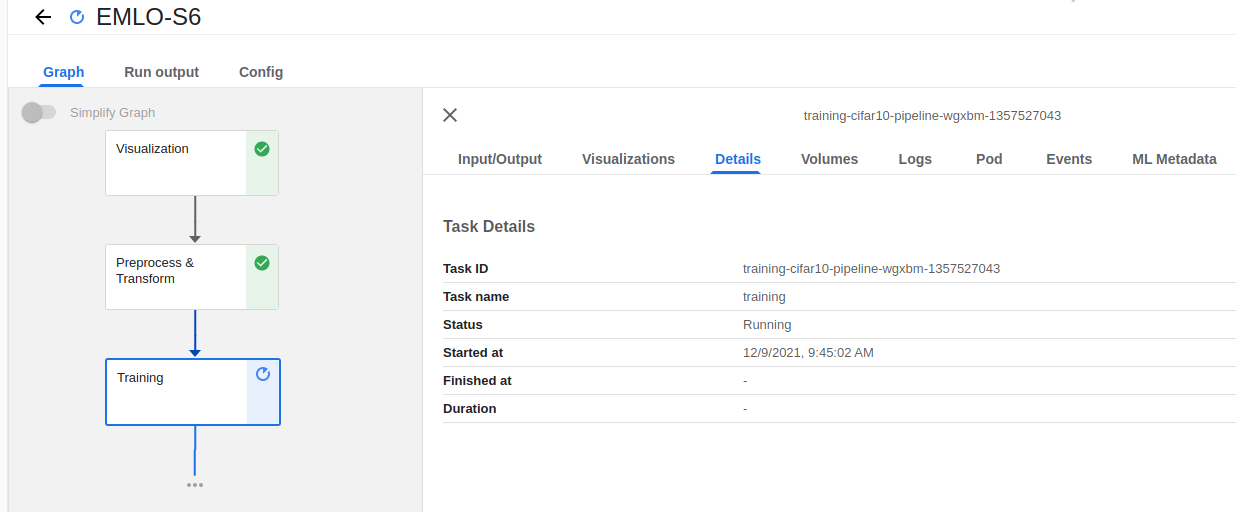 EMLO-S6
Graph Run output Config
Simplify Graph
Visualization
Preprocess &
Transform
Training
training-cifar10-pipeline-wgxbm-1357527043
Input/Output Visualizations Details Volumes Logs Pod Events ML Metadata
Task Details
Task ID training-cifar10-pipeline-wgxbm-1357527043
Task name training
Status Running
Started at 12/9/2021, 9:45:02 AM
Finished at -
Duration -